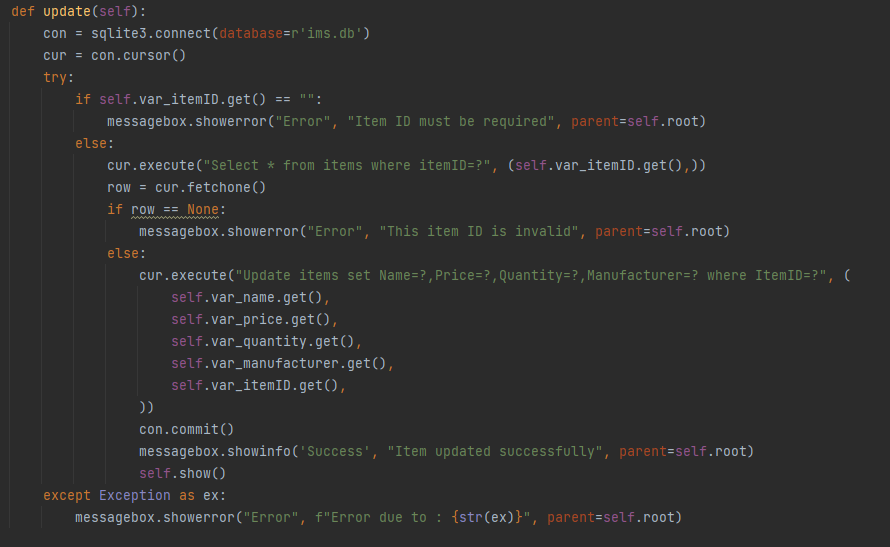 def update(self):
    con = sqlite3.connect(database=r'ims.db')
    cur = con.cursor()
    try:
        if self.var_itemID.get() == "":
            messagebox.showerror("Error", "Item ID must be required", parent=self.root)
        else:
            cur.execute("Select * from items where itemID=?", (self.var_itemID.get(),))
            row = cur.fetchone()
            if row == None:
                messagebox.showerror("Error", "This item ID is invalid", parent=self.root)
            else:
                cur.execute("Update items set Name=?,Price=?,Quantity=?,Manufacturer=? where ItemID=?", (
                    self.var_name.get(),
                    self.var_price.get(),
                    self.var_quantity.get(),
                    self.var_manufacturer.get(),
                    self.var_itemID.get(),
                ))
                con.commit()
                messagebox.showinfo('Success', "Item updated successfully", parent=self.root)
                self.show()
    except Exception as ex:
        messagebox.showerror("Error", f"Error due to : {str(ex)}", parent=self.root)